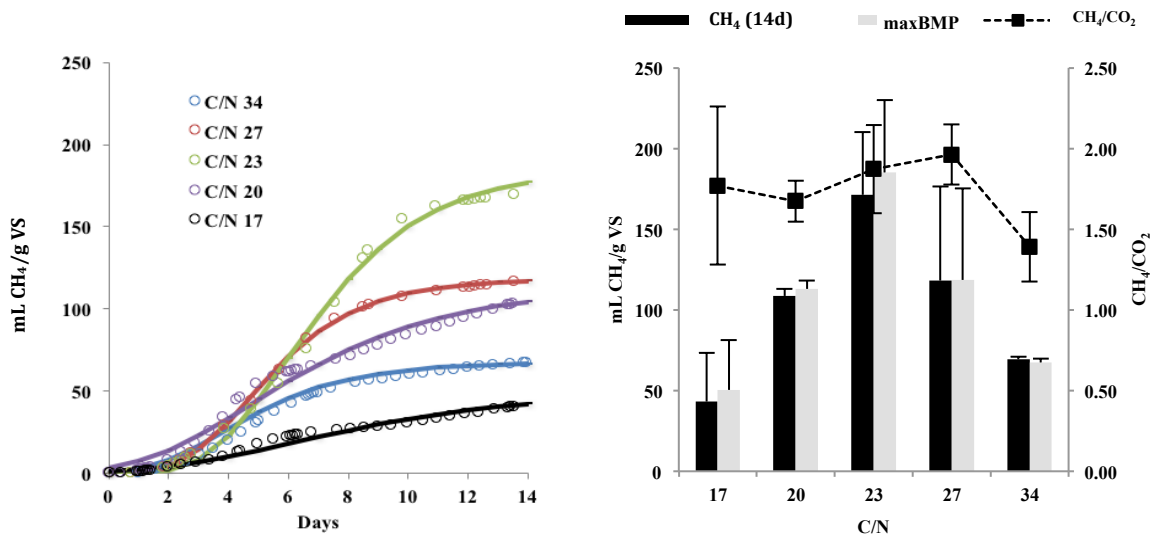 250
200
150
100
50
0
mL CH₄/g VS
C/N 34
C/N 27
C/N 23
C/N 20
C/N 17
0 2 4 6 8 10 12 14
Days
CH₄ (14d) maxBMP CH₄/CO₂
250
200
150
100
50
0
mL CH₄/g VS
2.50
2.00
1.50
1.00
0.50
0.00
CH₄/CO₂
17 20 23 27 34
C/N